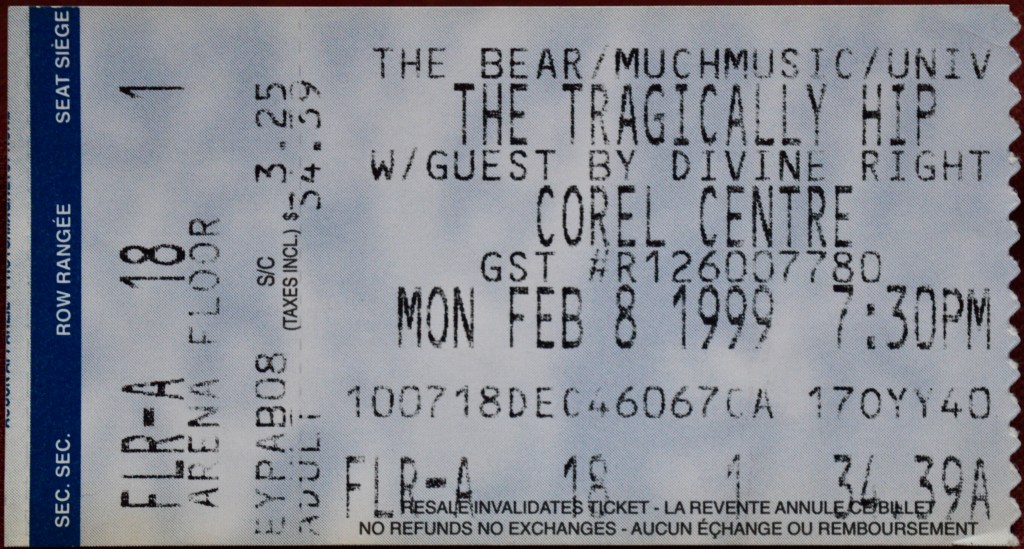 THE BEAR/MUCHMUSIC/UNIV
THE TRAGICALLY HIP
W/GUEST BY DIVINE RIGHT
COREL CENTRE
GST #R126007780
MON FEB 8 1999 7:30PM
100718DEC46067CA 170YY40
FLR-A 18 1 34.39A
RESALE INVALIDATES TICKET - LA REVENTE ANNULE CE BILLET
NO REFUNDS NO EXCHANGES - AUCUN ÉCHANGE OU REMBOURSEMENT
SEC. SEC. ROW RANGÉE SEAT SIÈGE
FLR-A 18 1
ARENA FLOOR
EYPAB08 S/C 3.25
ADULT (TAXES INCL.) $ 34.39